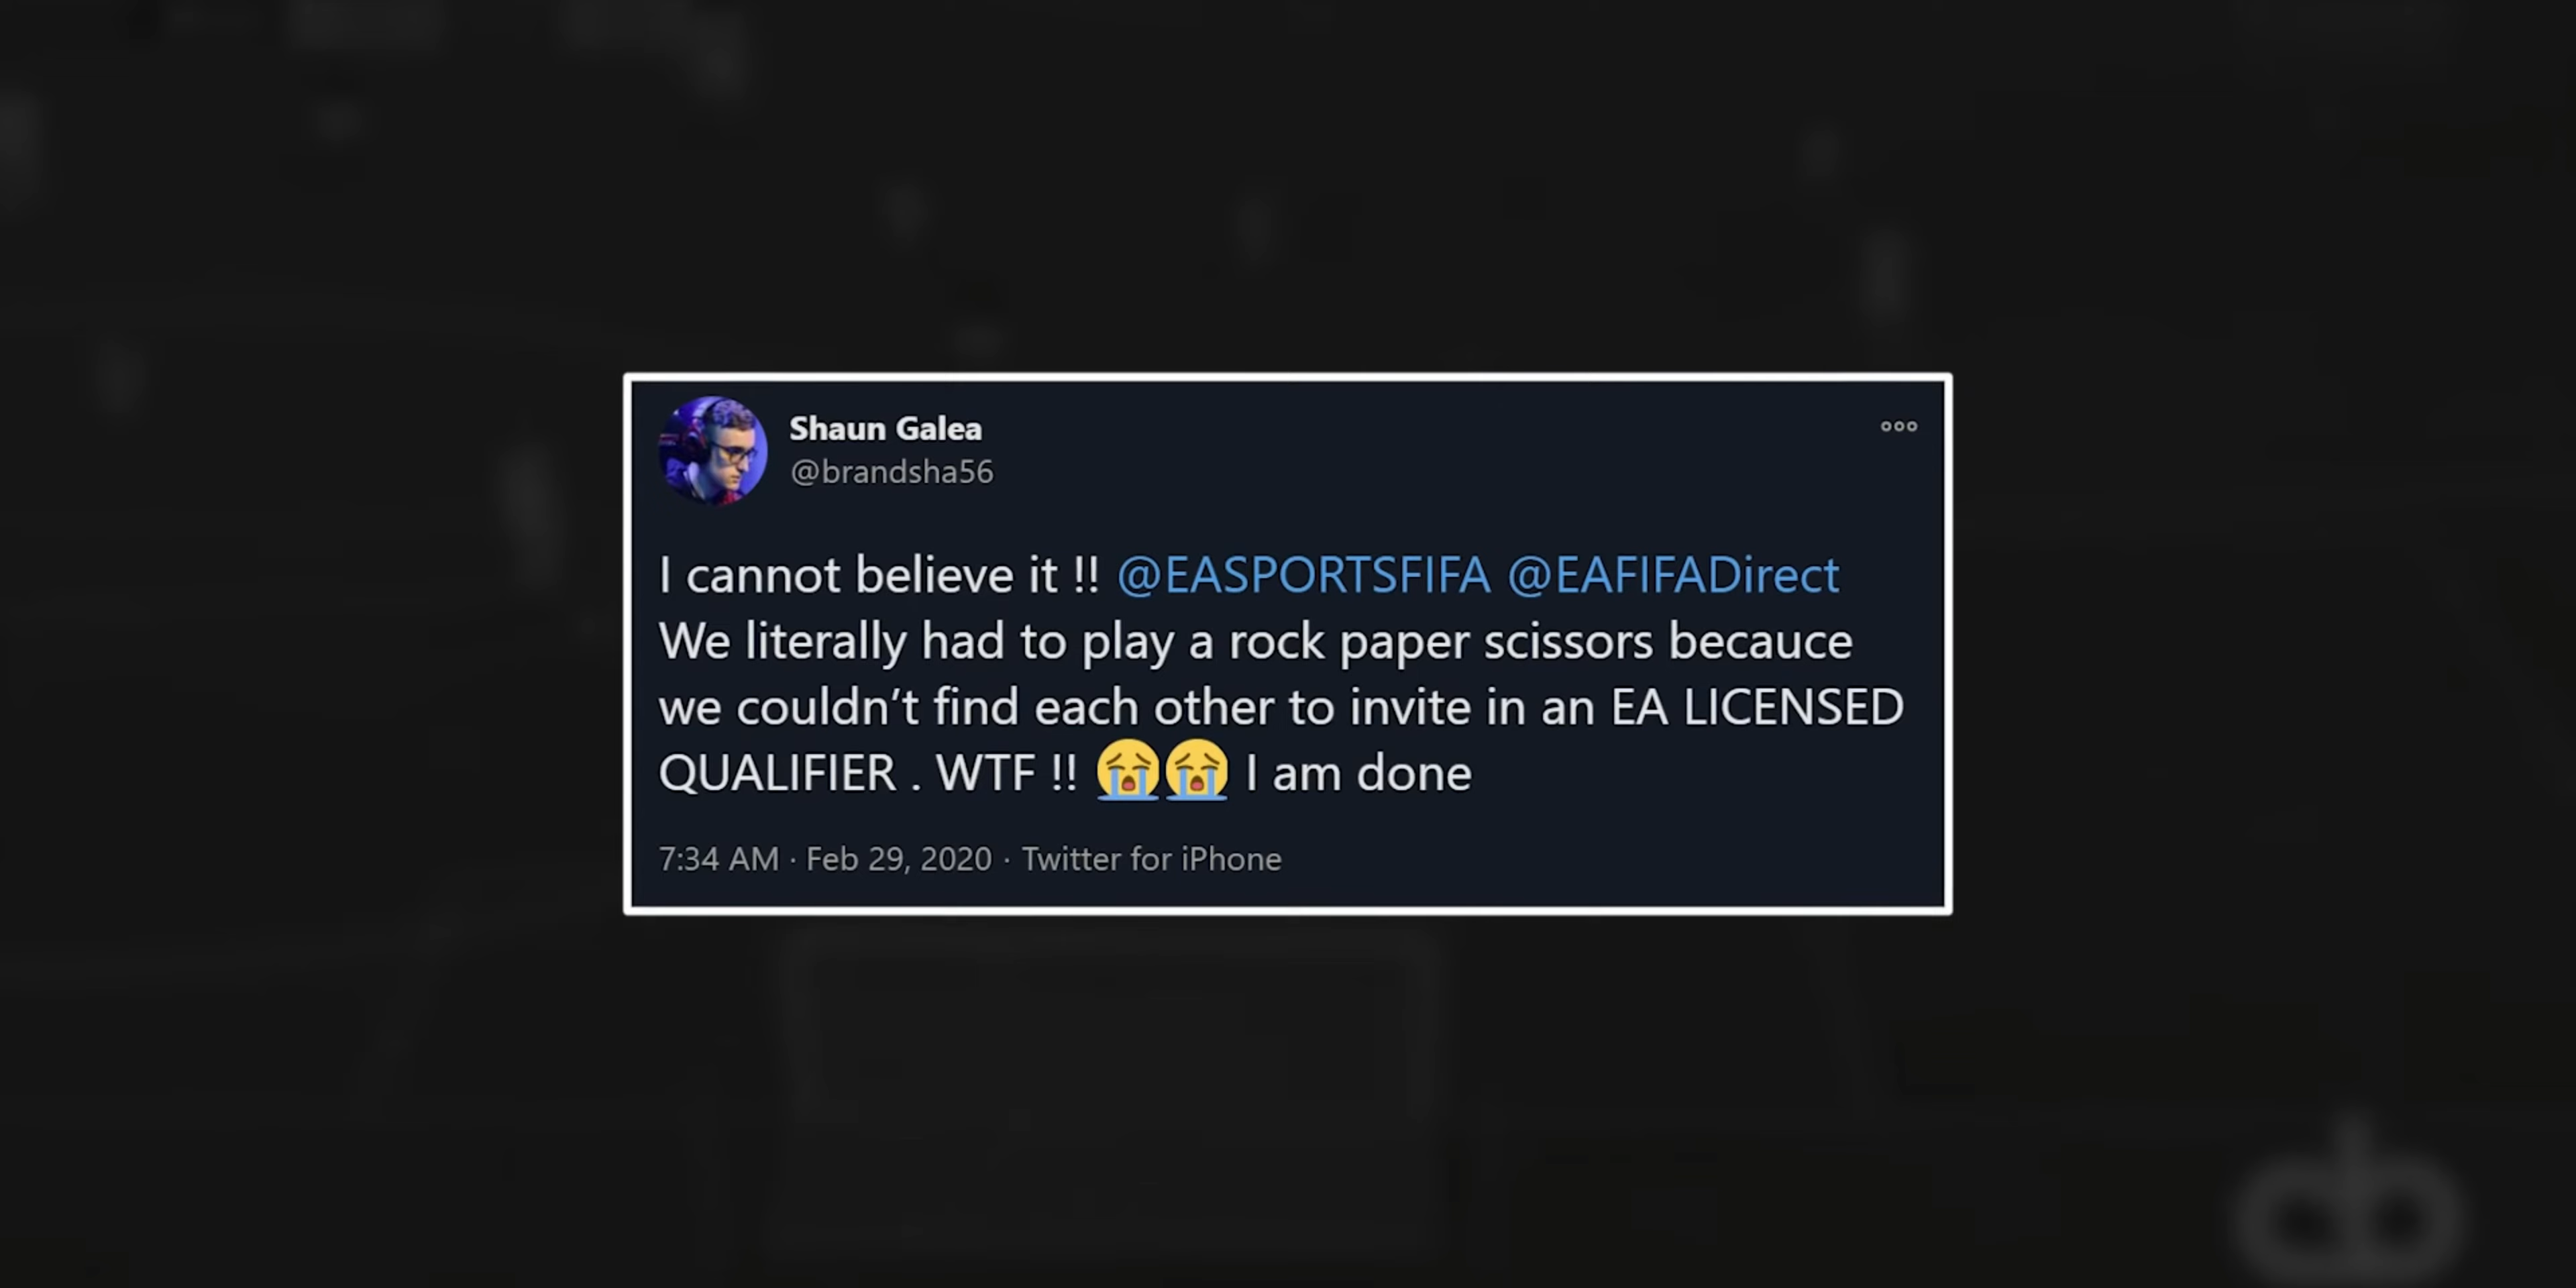 Shaun Galea
@brandsha56
I cannot believe it !! @EASPORTSFIFA @EAFIFADirect
We literally had to play a rock paper scissors becauce
we couldn’t find each other to invite in an EA LICENSED
QUALIFIER . WTF !! 😭😭 I am done
7:34 AM · Feb 29, 2020 · Twitter for iPhone